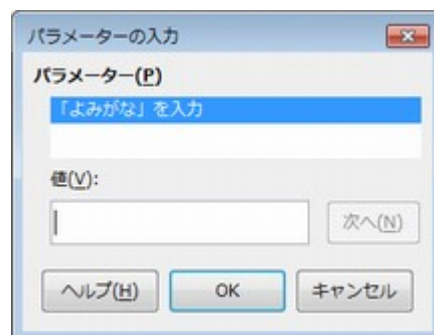 パラメーターの入力
パラメーター(P)
「よみがな」を入力
値(V):
次へ(N)
ヘルプ(H) OK キャンセル